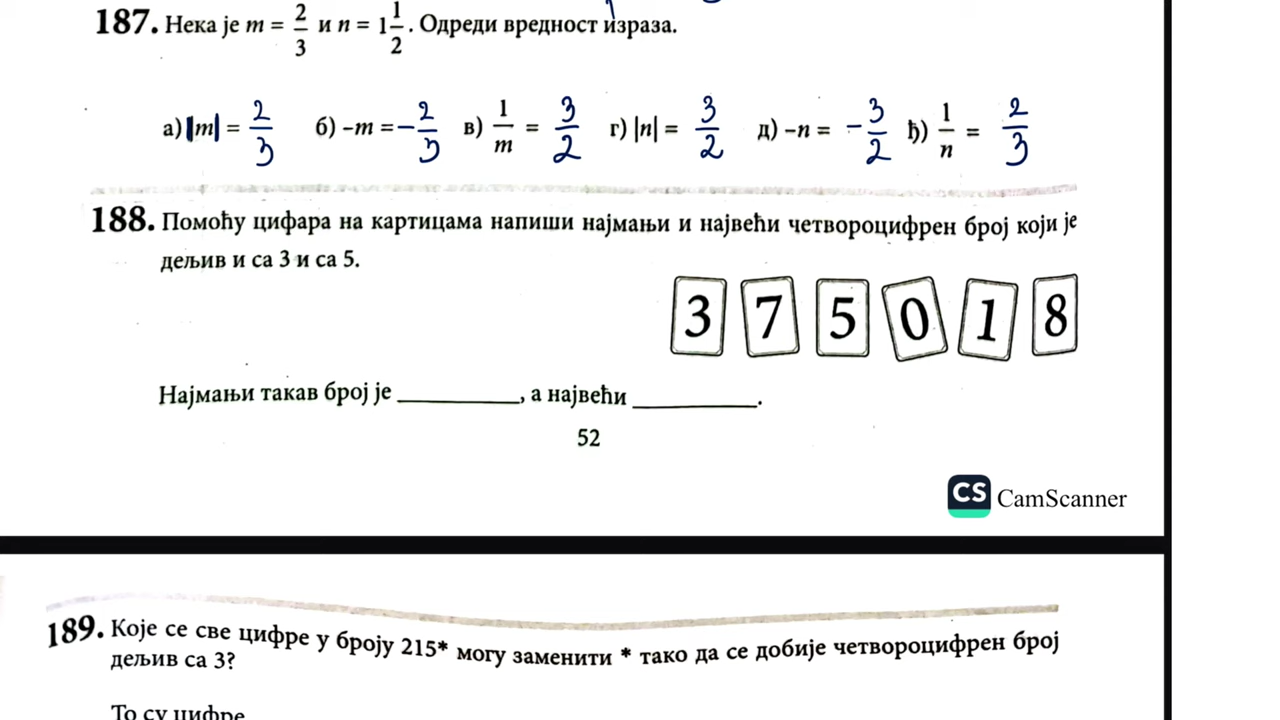 187. Нека је m = 2/3 и n = 1 1/2. Одреди вредност израза.
а) |m| = 2/3 б) –m = –2/3 в) 1/m = 3/2 г) |n| = 3/2 д) –n = –3/2 ђ) 1/n = 2/3
188. Помоћу цифара на картицама напиши најмањи и највећи четвороцифрен број који је
дељив и са 3 и са 5.
3 7 5 0 1 8
Најмањи такав број је __________, а највећи __________.
52
CS CamScanner
189. Које се све цифре у броју 215* могу заменити * тако да се добије четвороцифрен број
дељив са 3?
То су цифре